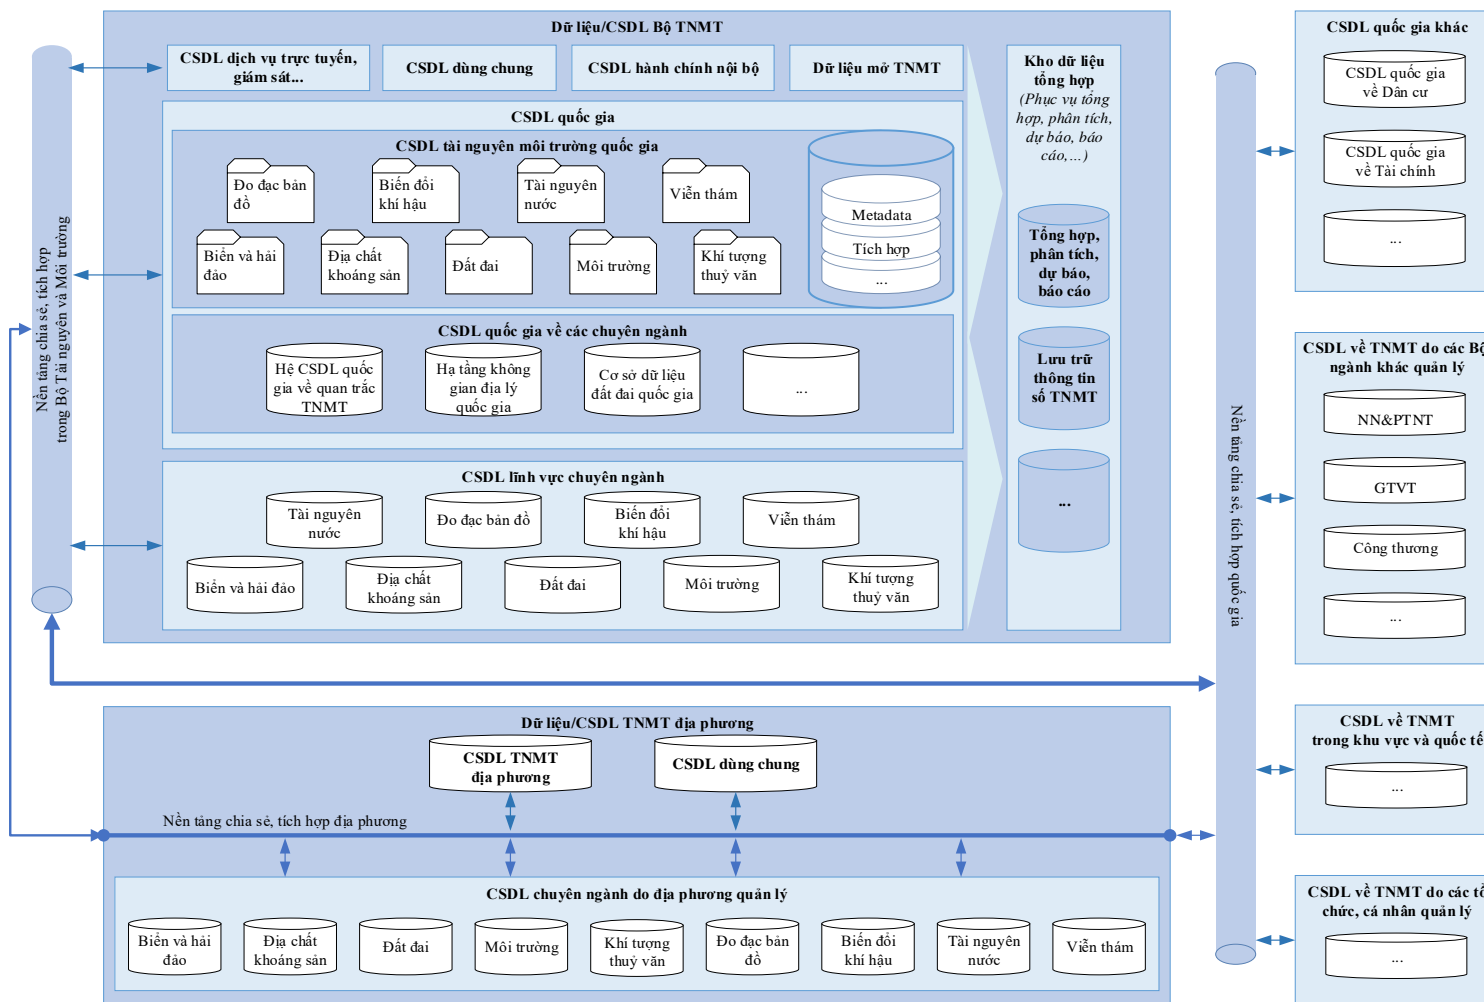 Dữ liệu/CSDL Bộ TNMT
CSDL dịch vụ trực tuyến,
giám sát...
CSDL dùng chung
CSDL hành chính nội bộ
Dữ liệu mở TNMT
Kho dữ liệu
tổng hợp
(Phục vụ tổng
hợp, phân tích,
dự báo, báo
cáo,...)
Tổng hợp,
phân tích,
dự báo,
báo cáo
Lưu trữ
thông tin
số TNMT
...
Nền tảng chia sẻ, tích hợp
trong Bộ Tài nguyên và Môi trường
CSDL quốc gia
CSDL tài nguyên môi trường quốc gia
Đo đạc bản
đồ
Biến đổi
khí hậu
Tài nguyên
nước
Viễn thám
Biển và hải
đảo
Địa chất
khoáng sản
Đất đai
Môi trường
Khí tượng
thuỷ văn
Metadata
Tích hợp
...
CSDL quốc gia về các chuyên ngành
Hệ CSDL quốc
gia về quan trắc
TNMT
Hạ tầng không
gian địa lý
quốc gia
Cơ sở dữ liệu
đất đai quốc gia
...
CSDL lĩnh vực chuyên ngành
Tài nguyên
nước
Đo đạc bản đồ
Biến đổi
khí hậu
Viễn thám
Biển và hải đảo
Địa chất
khoáng sản
Đất đai
Môi trường
Khí tượng
thuỷ văn
Dữ liệu/CSDL TNMT địa phương
CSDL TNMT
địa phương
CSDL dùng chung
Nền tảng chia sẻ, tích hợp địa phương
CSDL chuyên ngành do địa phương quản lý
Biển và hải
đảo
Địa chất
khoáng sản
Đất đai
Môi trường
Khí tượng
thuỷ văn
Đo đạc bản
đồ
Biến đổi
khí hậu
Tài nguyên
nước
Viễn thám
Nền tảng chia sẻ, tích hợp quốc gia
CSDL quốc gia khác
CSDL quốc gia
về Dân cư
CSDL quốc gia
về Tài chính
...
CSDL về TNMT do các Bộ
ngành khác quản lý
NN&PTNT
GTVT
Công thương
...
CSDL về TNMT
trong khu vực và quốc tế
...
CSDL về TNMT do các tổ
chức, cá nhân quản lý
...